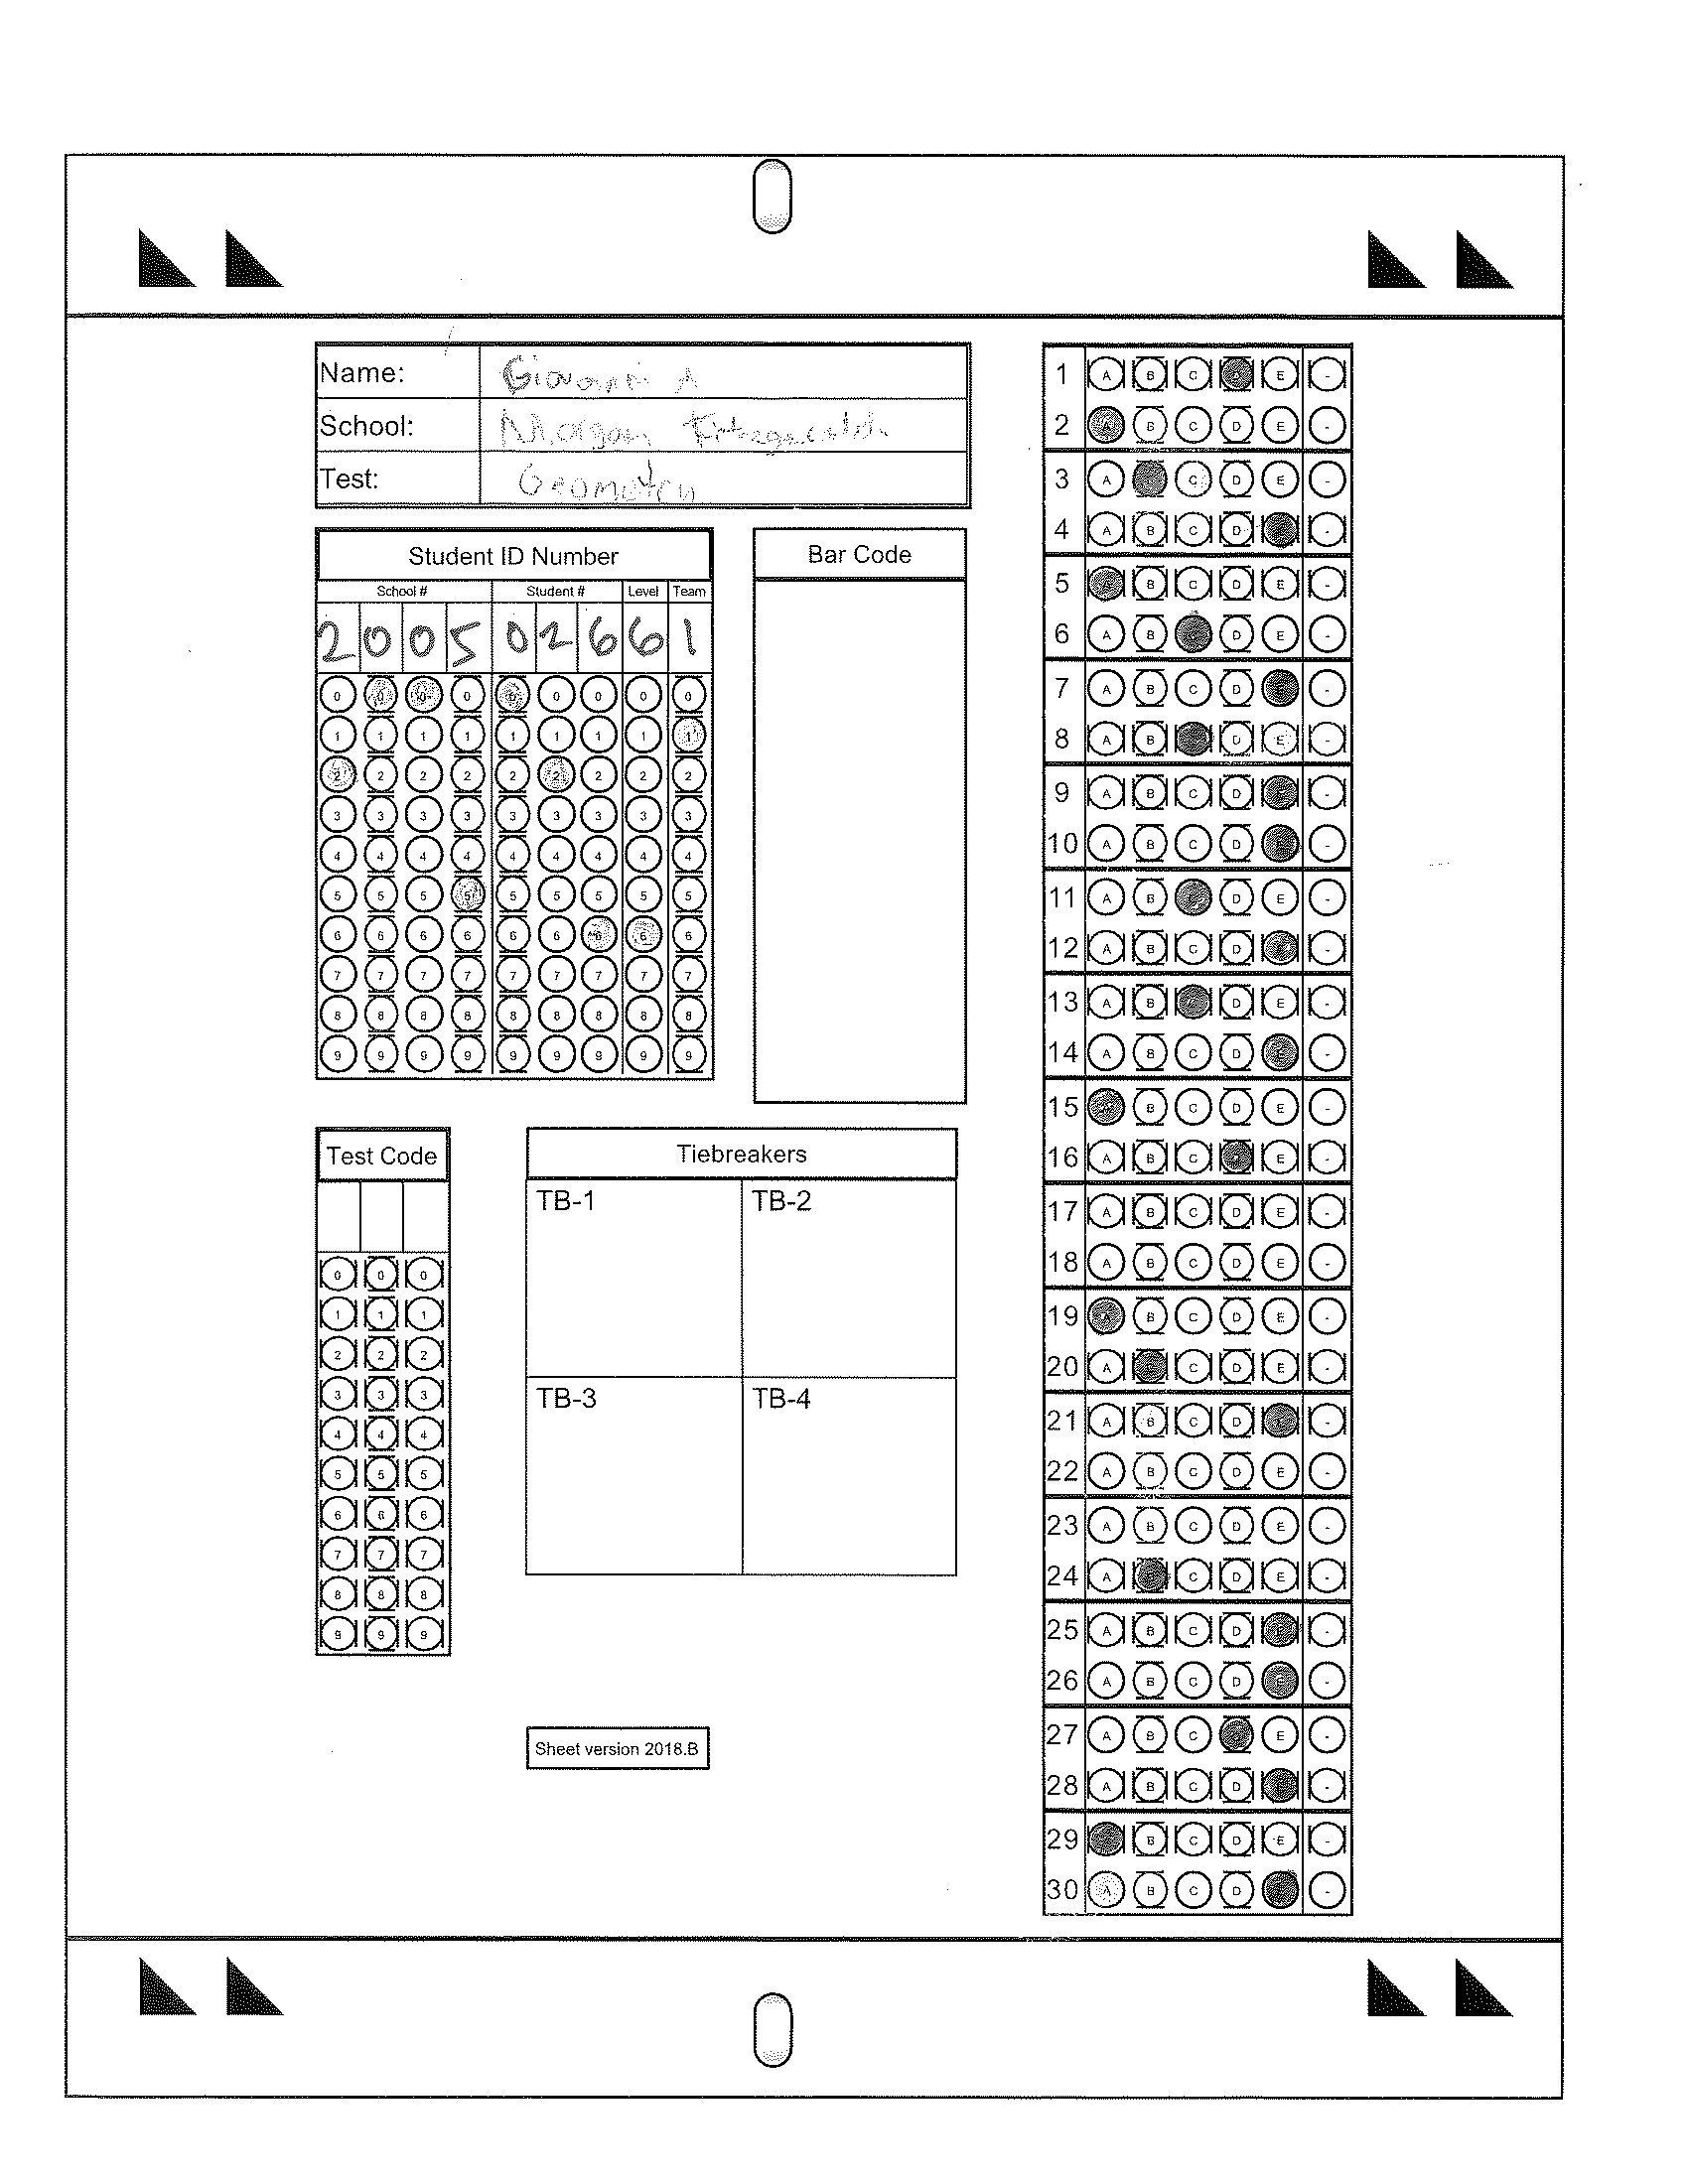 Name: Giovanni A
School: Morgan
Test: Geometry
Student ID Number
School # Student # Level Team
2 0 0 5 0 2 6 6 1
0 0 0 0 0 0 0 0 0
1 1 1 1 1 1 1 1 1
2 2 2 2 2 2 2 2 2
3 3 3 3 3 3 3 3 3
4 4 4 4 4 4 4 4 4
5 5 5 5 5 5 5 5 5
6 6 6 6 6 6 6 6 6
7 7 7 7 7 7 7 7 7
8 8 8 8 8 8 8 8 8
9 9 9 9 9 9 9 9 9
Bar Code
Test Code
0 0 0
1 1 1
2 2 2
3 3 3
4 4 4
5 5 5
6 6 6
7 7 7
8 8 8
9 9 9
Tiebreakers
TB-1 TB-2
TB-3 TB-4
Sheet version 2018.B
1 A B C E -
2 A B C D E -
3 A C D E -
4 A B C D -
5 A B C D E -
6 A B C D E -
7 A B C D E -
8 A B D E -
9 A B C D -
10 A B C D -
11 A B D E -
12 A B C D -
13 A B C D E -
14 A B C D E -
15 B C D E -
16 A B C E -
17 A B C D E -
18 A B C D E -
19 A B C D E -
20 A C D E -
21 A B C D -
22 A B C D E -
23 A B C D E -
24 A C D E -
25 A B C D -
26 A B C D E -
27 A B C E -
28 A B C D -
29 B C D E -
30 A B C D -